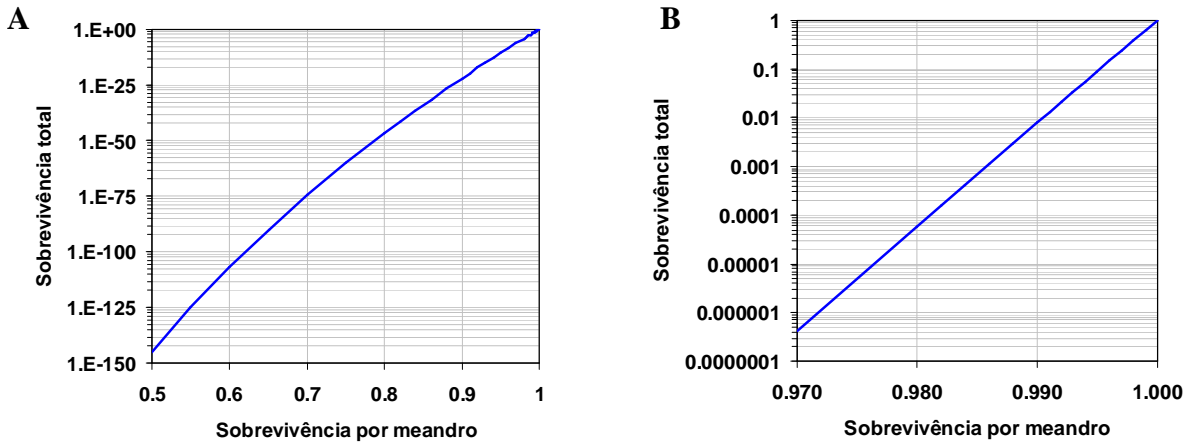 A
1.E+00
1.E-25
1.E-50
1.E-75
1.E-100
1.E-125
1.E-150
Sobrevivência total
0.5 0.6 0.7 0.8 0.9 1
Sobrevivência por meandro
B
1
0.1
0.01
0.001
0.0001
0.00001
0.000001
0.0000001
Sobrevivência total
0.970 0.980 0.990 1.000
Sobrevivência por meandro